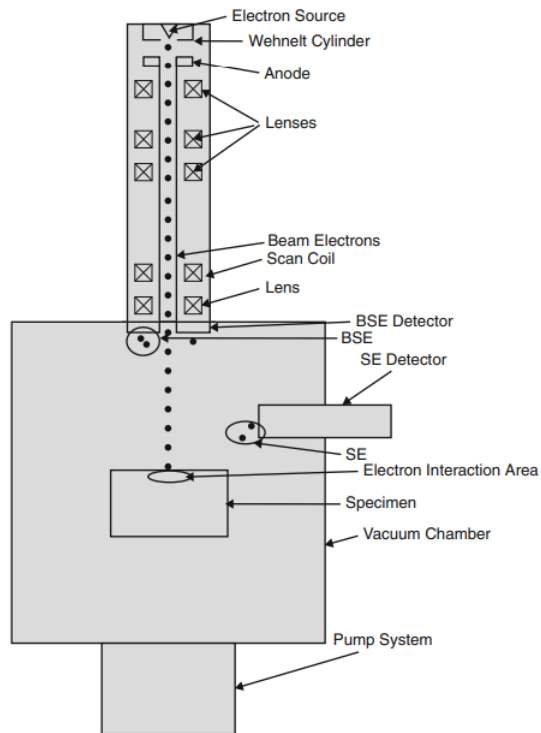 Electron Source
Wehnelt Cylinder
Anode
Lenses
Beam Electrons
Scan Coil
Lens
BSE Detector
BSE
SE Detector
SE
Electron Interaction Area
Specimen
Vacuum Chamber
Pump System